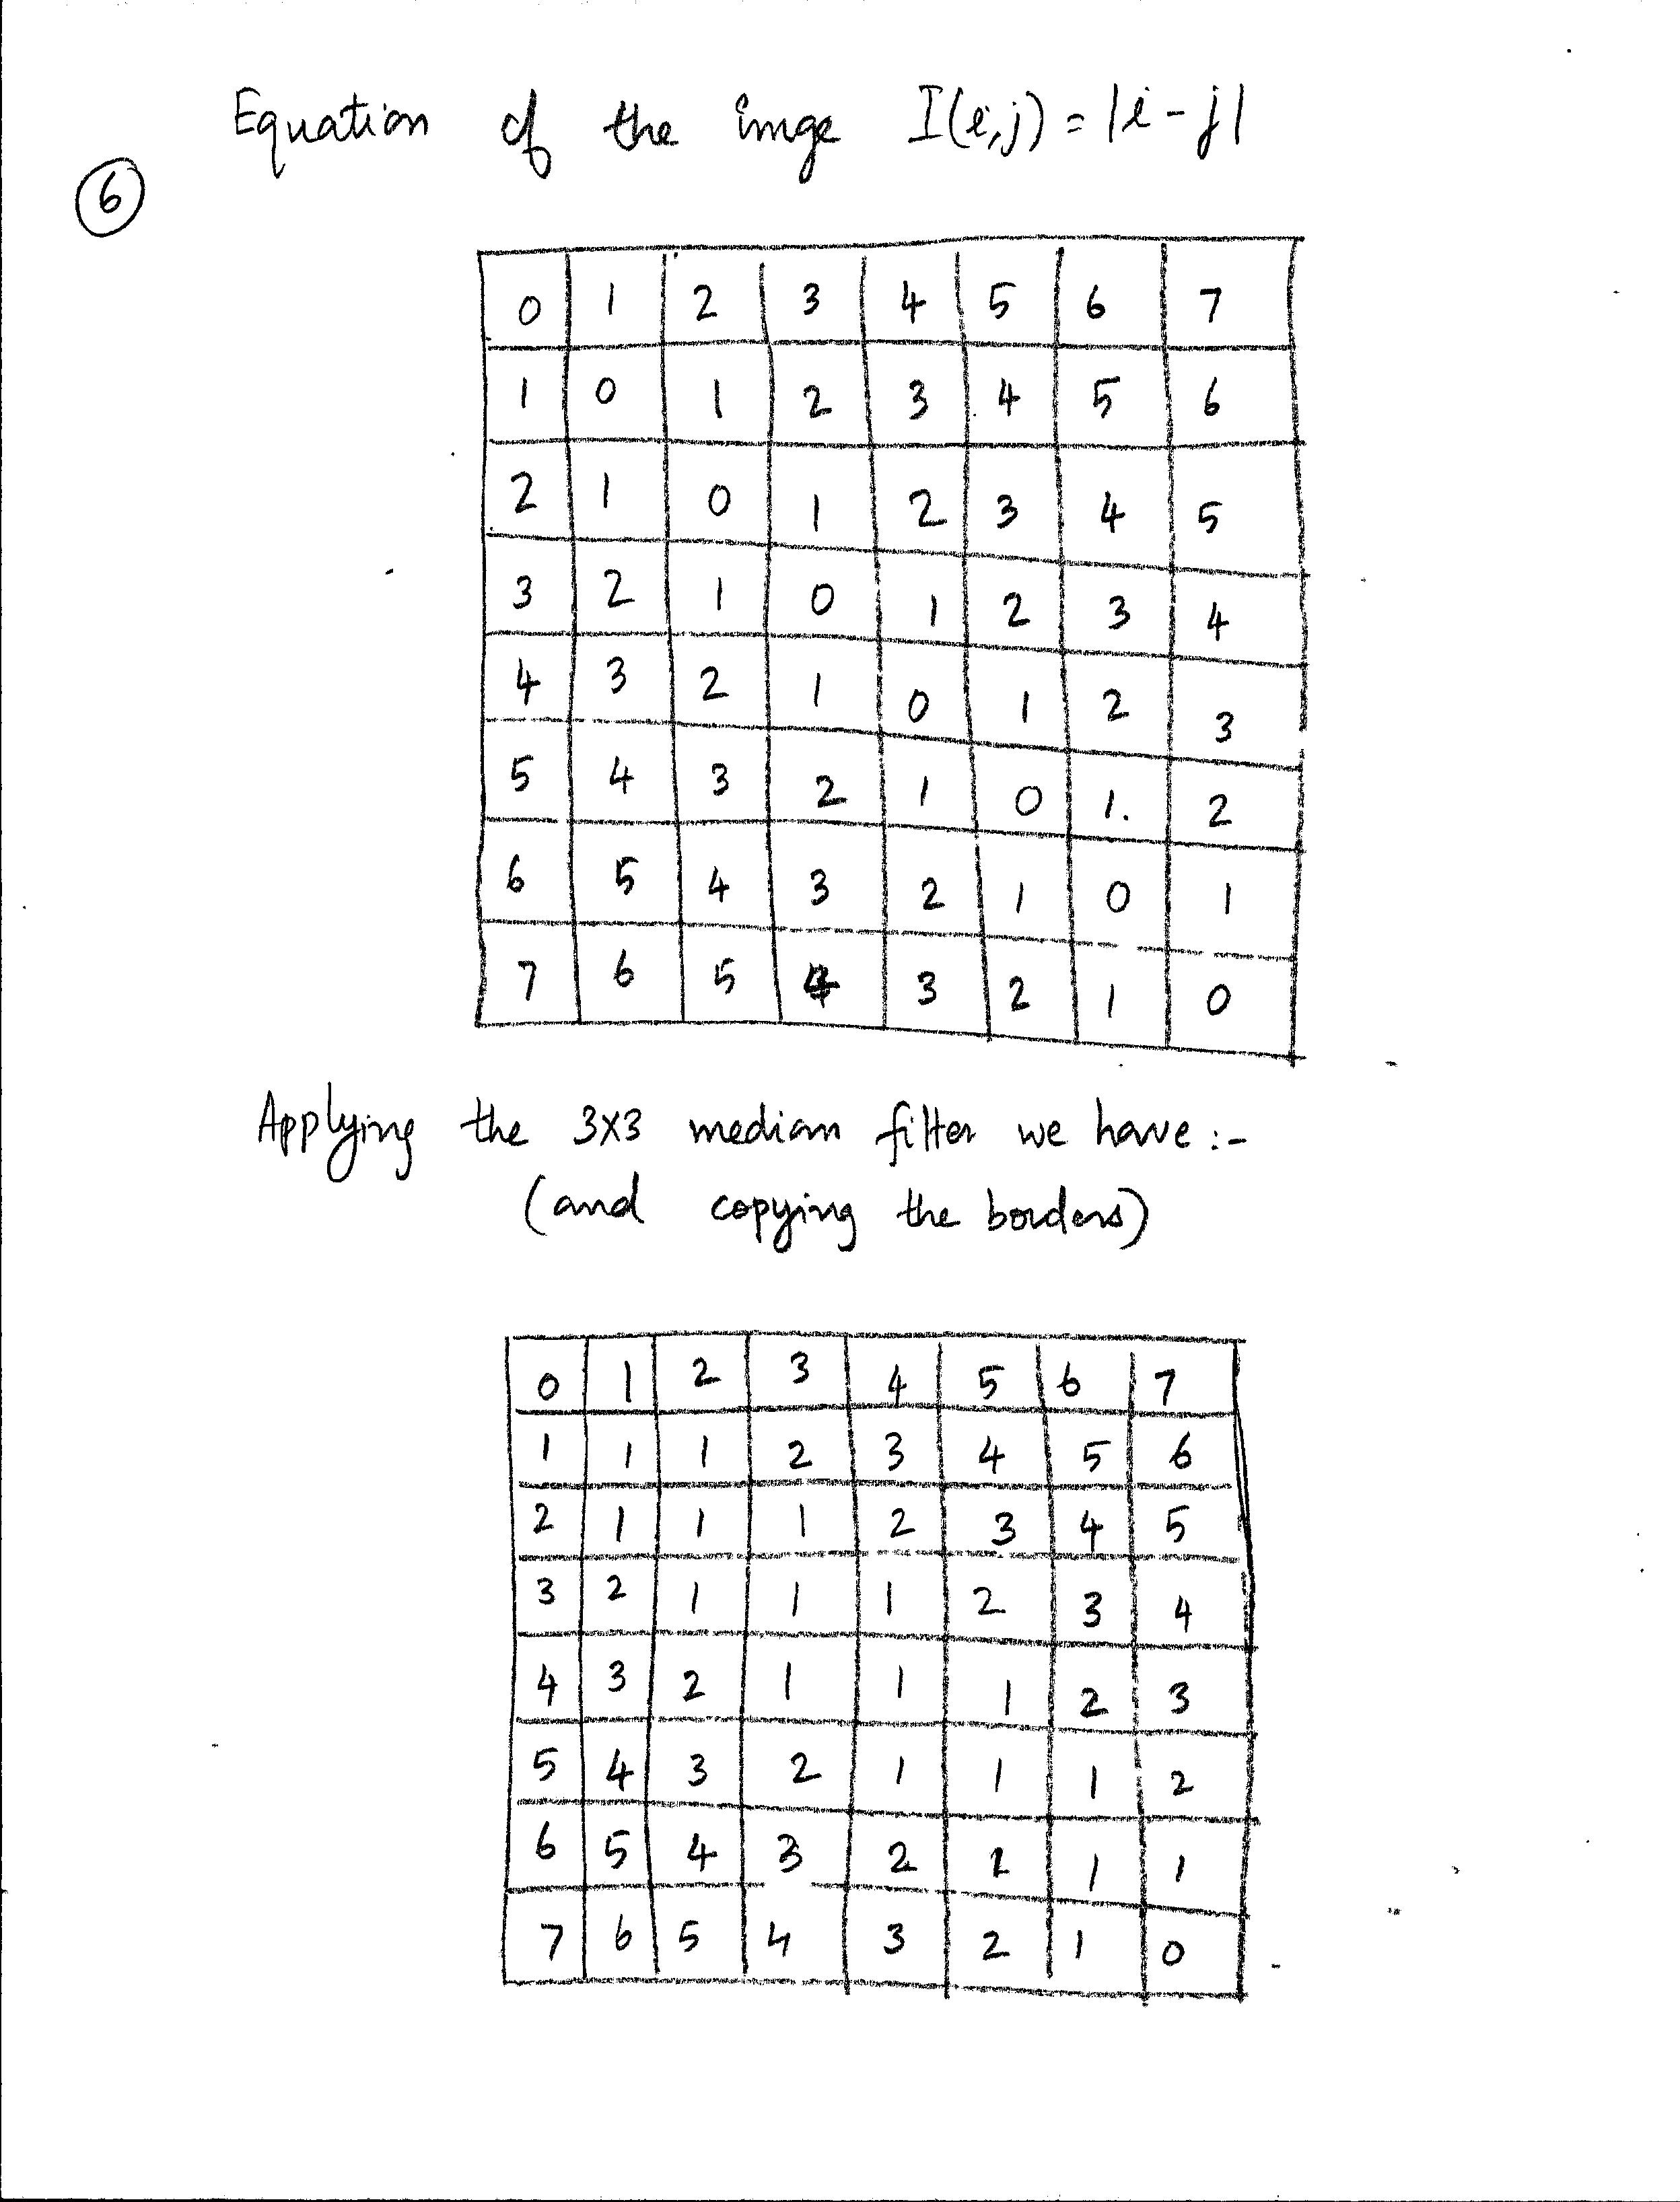 Equation of the imge I(i,j) = |i-j|
6
0 1 2 3 4 5 6 7
1 0 1 2 3 4 5 6
2 1 0 1 2 3 4 5
3 2 1 0 1 2 3 4
4 3 2 1 0 1 2 3
5 4 3 2 1 0 1. 2
6 5 4 3 2 1 0 1
7 6 5 4 3 2 1 0
Applying the 3x3 median filter we have :-
(and copying the borders)
0 1 2 3 4 5 6 7
1 1 1 2 3 4 5 6
2 1 1 1 2 3 4 5
3 2 1 1 1 2 3 4
4 3 2 1 1 1 2 3
5 4 3 2 1 1 1 2
6 5 4 3 2 1 1 1
7 6 5 4 3 2 1 0